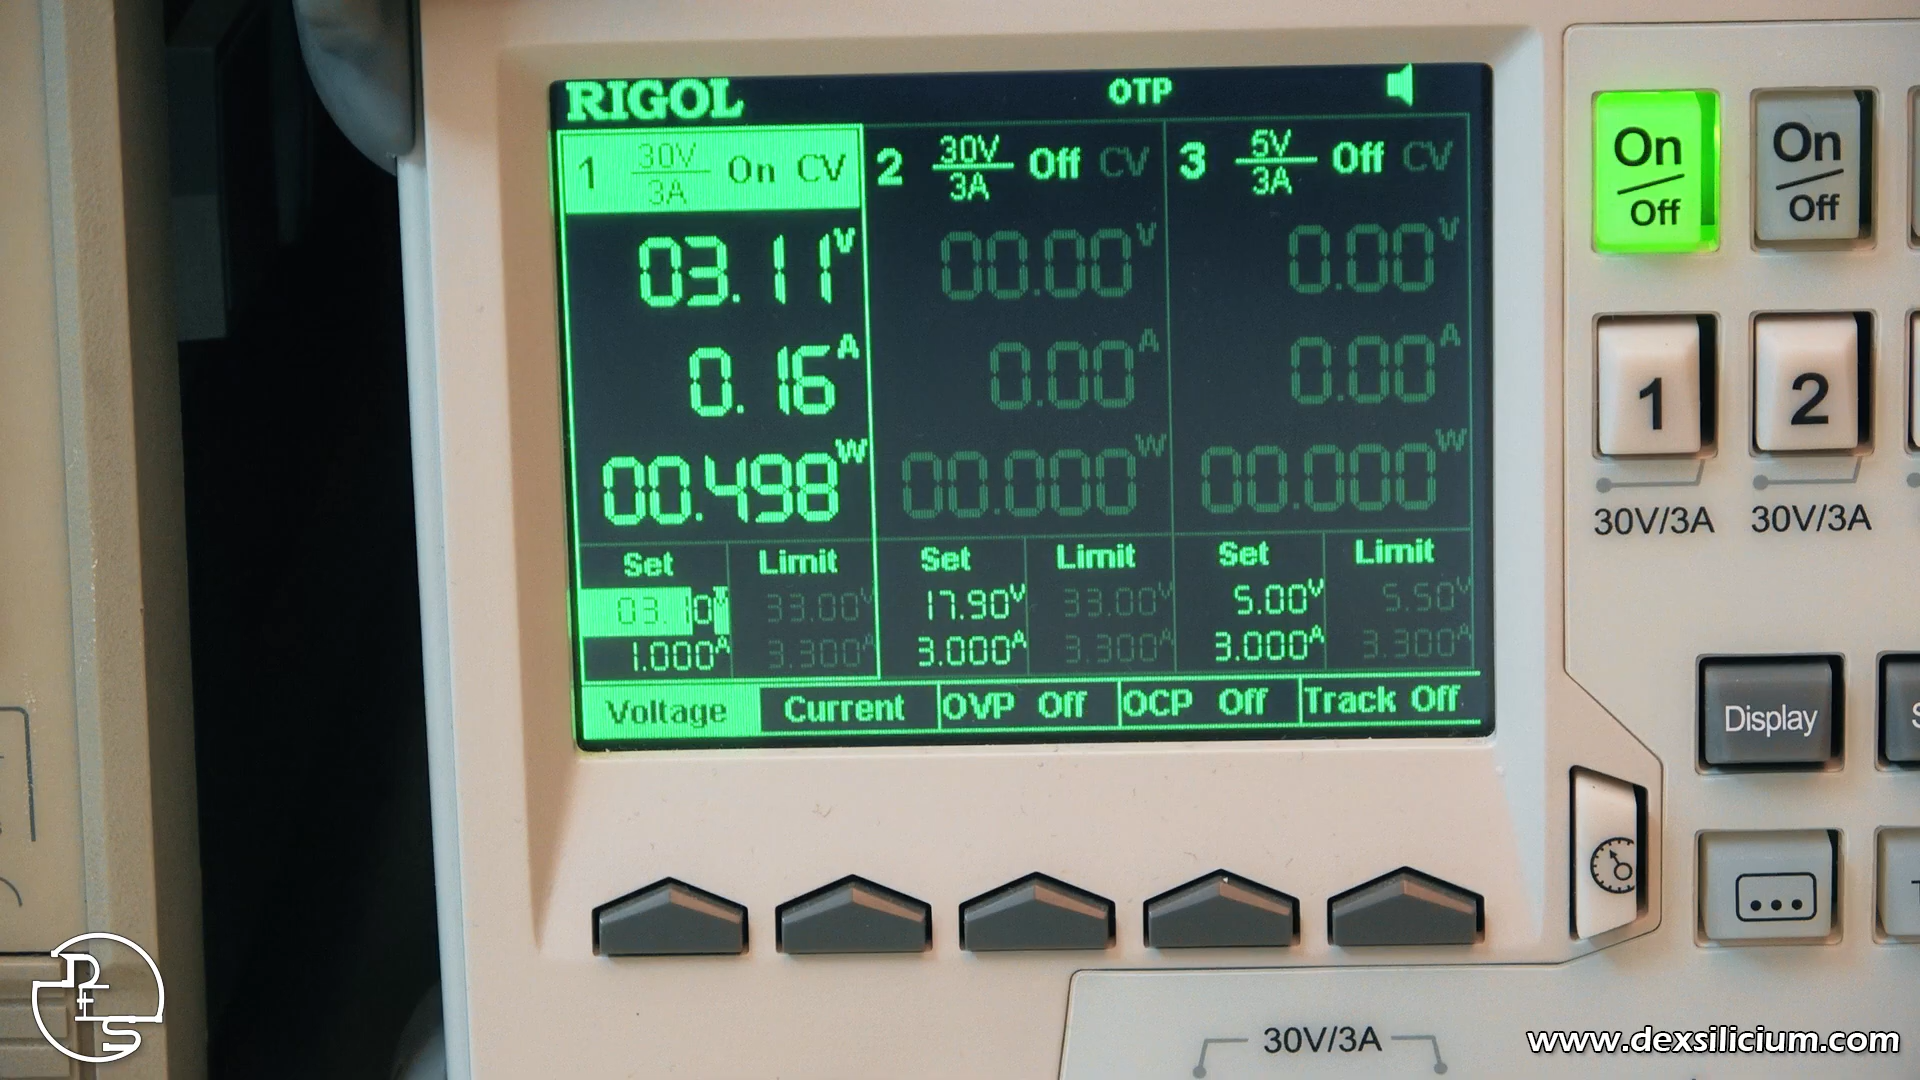 RIGOL OTP
1 30V/3A On CV 2 30V/3A Off CV 3 5V/3A Off CV
03.11V 00.00V 0.00V
0.16A 0.00A 0.00A
00.498W 00.000W 00.000W
Set Limit Set Limit Set Limit
03.10V 33.00V 17.90V 33.00V 5.00V 5.50V
1.000A 3.300A 3.000A 3.300A 3.000A 3.300A
Voltage Current OVP Off OCP Off Track Off
On/Off On/Off
1 2
30V/3A 30V/3A
Display
30V/3A
www.dexsilicium.com